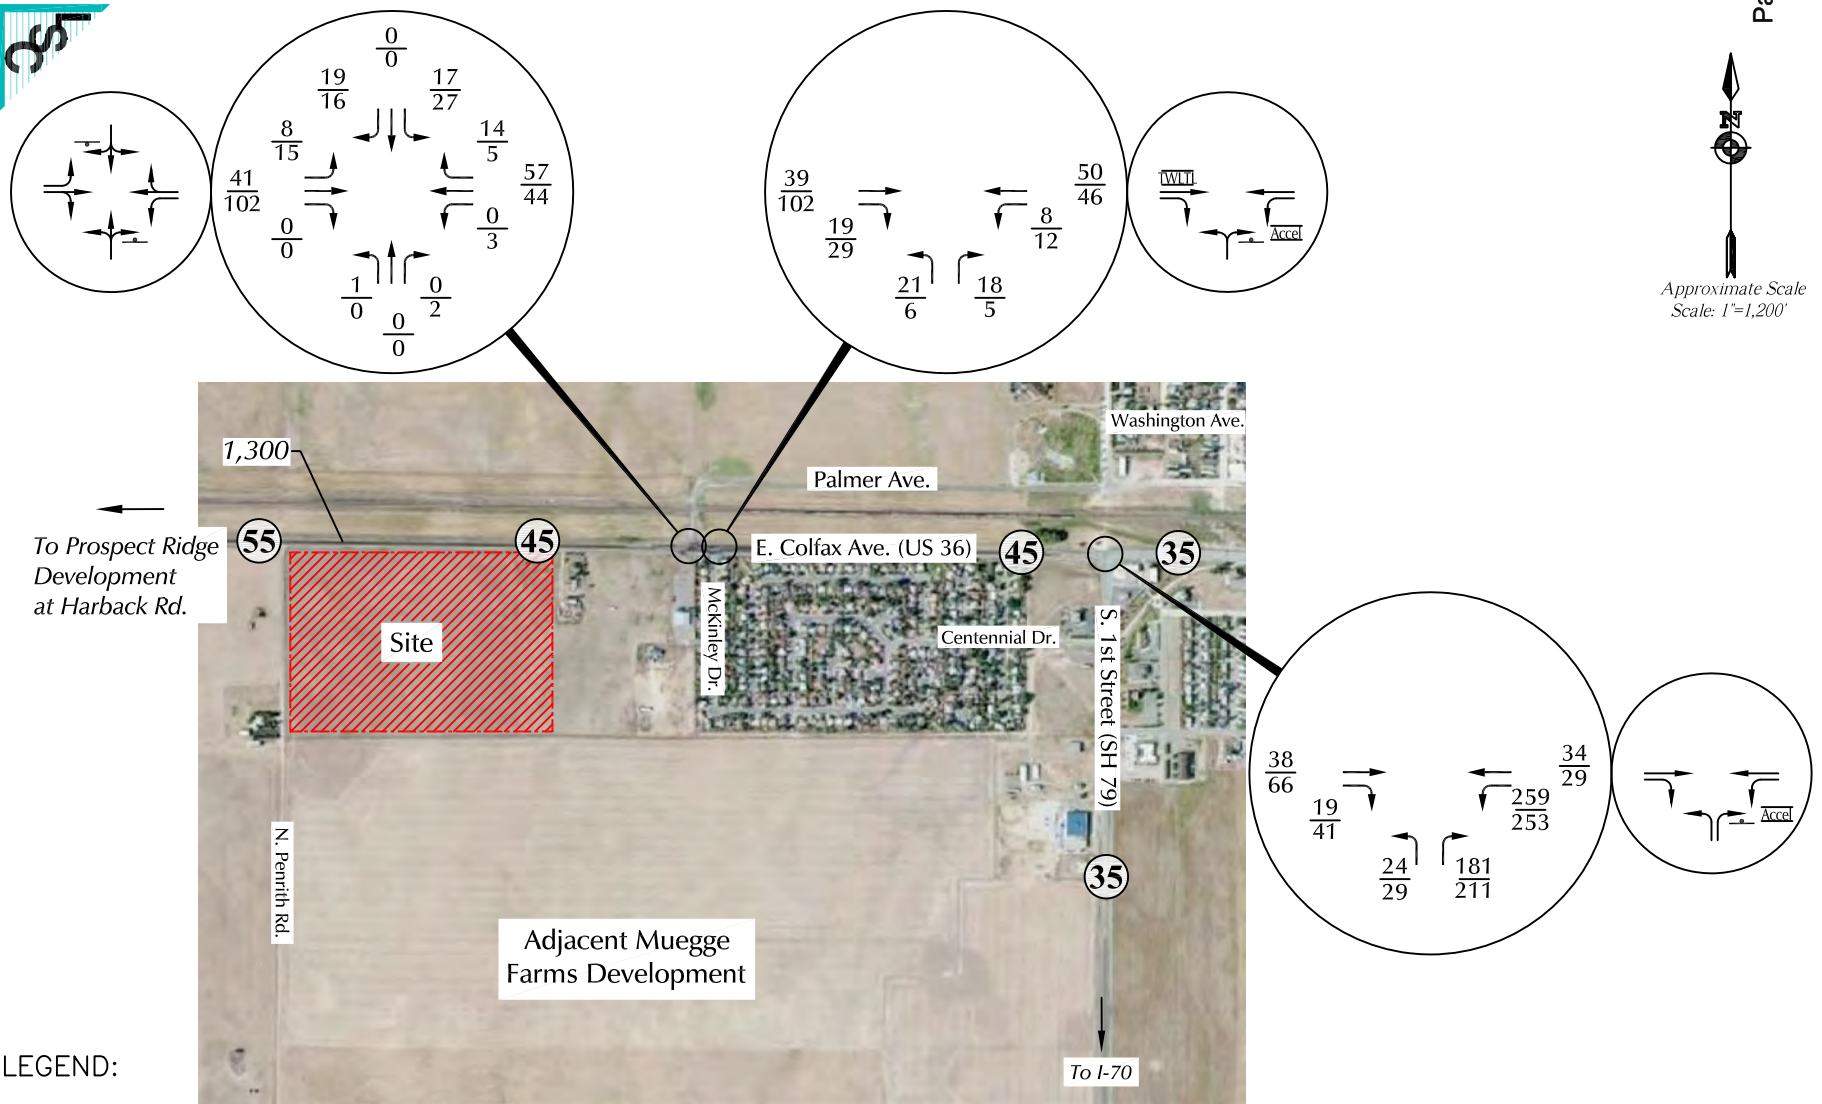 LSC
Pa
0
0
19
16
17
27
8
15
14
5
41
102
57
44
0
0
0
3
1
0
0
2
0
0
39
102
50
46
19
29
8
12
21
6
18
5
TWLTL
Accel
N
Approximate Scale
Scale: 1"=1,200'
1,300
Washington Ave.
Palmer Ave.
To Prospect Ridge
Development
at Harback Rd.
55
45
E. Colfax Ave. (US 36)
45
35
Site
McKinley Dr.
Centennial Dr.
S. 1st Street (SH 79)
N. Penrith Rd.
38
66
34
29
19
41
259
253
24
29
181
211
Accel
35
Adjacent Muegge
Farms Development
To I-70
LEGEND: